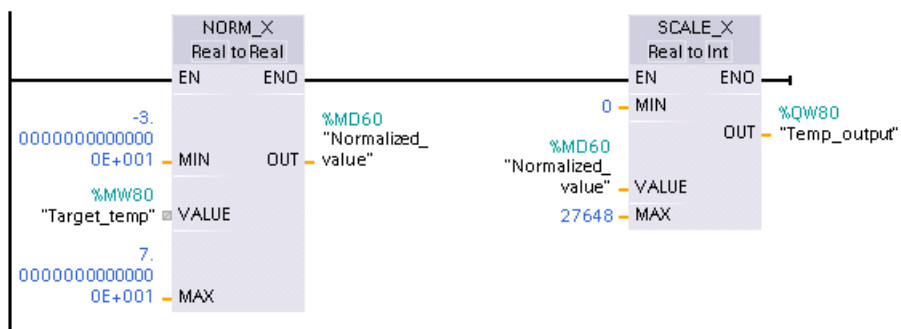 NORM_X
Real to Real
EN
ENO
-3.
0000000000000
0E+001
MIN
OUT
%MD60
"Normalized_
value"
%MW80
"Target_temp"
VALUE
7.
0000000000000
0E+001
MAX
SCALE_X
Real to Int
EN
ENO
0
MIN
OUT
%QW80
"Temp_output"
%MD60
"Normalized_
value"
VALUE
27648
MAX